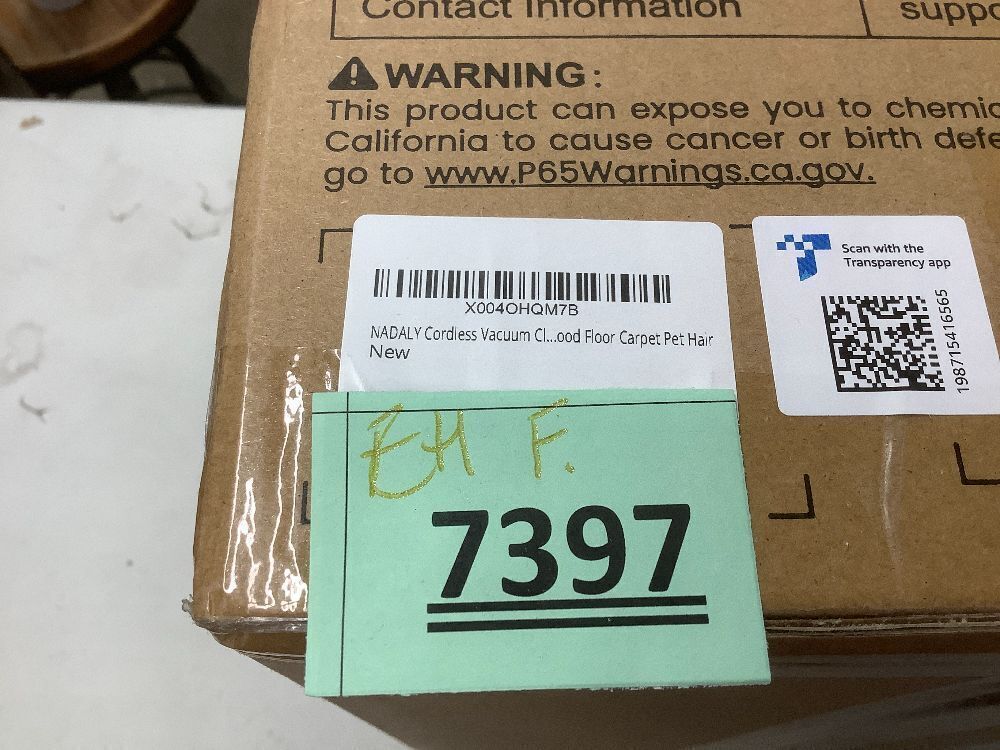 Contact Information
WARNING:
This product can expose you to
California to cause cancer or birth
go to www.P65Warnings.ca.gov.
X004OHQM7B
NADALY Cordless Vacuum Cl...ood Floor Carpet Pet Hair
New
Scan with the
Transparency app
198715416565
EH F.
7397